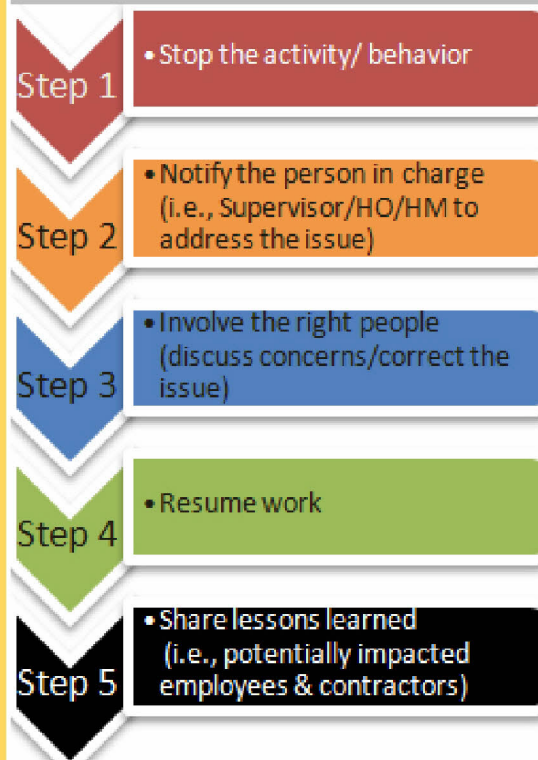 Step 1
• Stop the activity/ behavior
Step 2
• Notify the person in charge
(i.e., Supervisor/HO/HM to
address the issue)
Step 3
• Involve the right people
(discuss concerns/correct the
issue)
Step 4
• Resume work
Step 5
• Share lessons learned
(i.e., potentially impacted
employees & contractors)